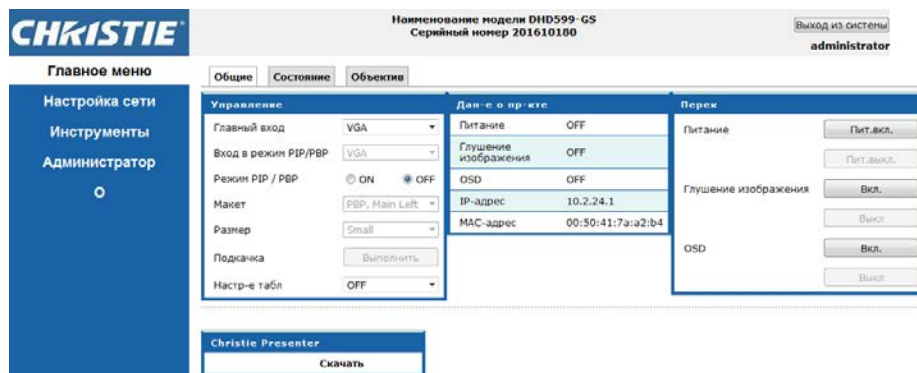 CHRISTIE
Наименование модели DHD599-GS
Серийный номер 201610180
Выход из системы
administrator
Главное меню
Настройка сети
Инструменты
Администратор
О
Общие Состояние Объектив
Управление
Главный вход VGA
Вход в режим PIP/PBP VGA
Режим PIP / PBP ON OFF
Макет PBP, Main Left
Размер Small
Подкачка Выполнить
Настр-е табл OFF
Дан-е о пр-кте
Питание OFF
Глушение изображения OFF
OSD OFF
IP-адрес 10.2.24.1
MAC-адрес 00:50:41:7a:a2:b4
Перек
Питание Пит.вкл.
Пит.выкл.
Глушение изображения Вкл.
Выкл
OSD Вкл.
Выкл
Christie Presenter
Скачать